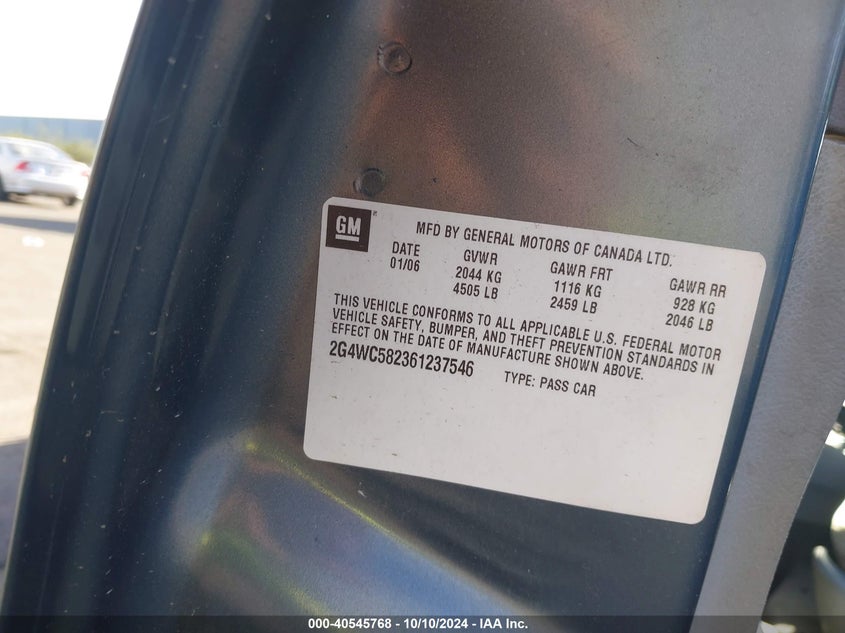 GM
MFD BY GENERAL MOTORS OF CANADA LTD.
DATE GVWR GAWR FRT GAWR RR
01/06 2044 KG 1116 KG 928 KG
4505 LB 2459 LB 2046 LB
THIS VEHICLE CONFORMS TO ALL APPLICABLE U.S. FEDERAL MOTOR
VEHICLE SAFETY, BUMPER, AND THEFT PREVENTION STANDARDS IN
EFFECT ON THE DATE OF MANUFACTURE SHOWN ABOVE.
2G4WC582361237546 TYPE: PASS CAR
000-40545768 - 10/10/2024 - IAA Inc.